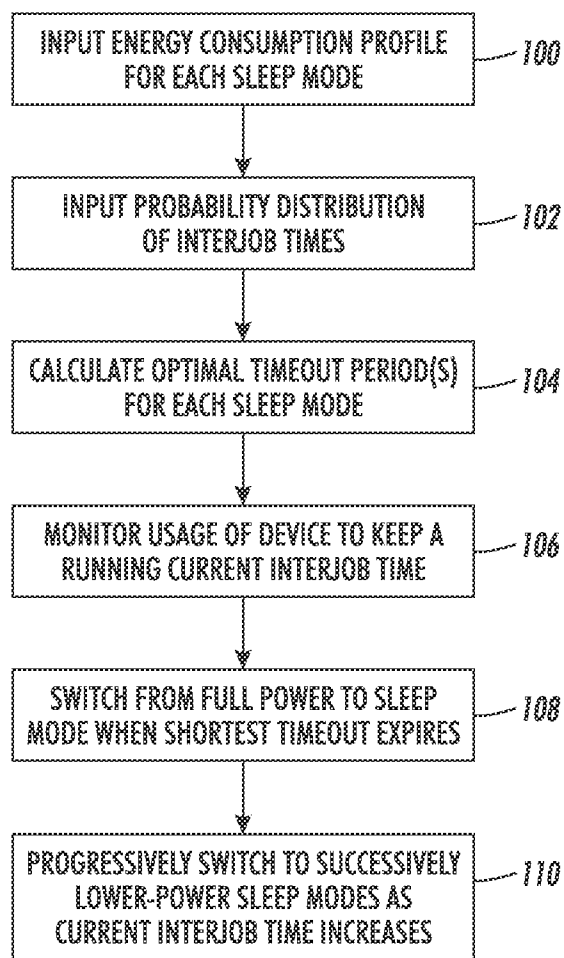 INPUT ENERGY CONSUMPTION PROFILE
FOR EACH SLEEP MODE
100
INPUT PROBABILITY DISTRIBUTION
OF INTERJOB TIMES
102
CALCULATE OPTIMAL TIMEOUT PERIOD(S)
FOR EACH SLEEP MODE
104
MONITOR USAGE OF DEVICE TO KEEP A
RUNNING CURRENT INTERJOB TIME
106
SWITCH FROM FULL POWER TO SLEEP
MODE WHEN SHORTEST TIMEOUT EXPIRES
108
PROGRESSIVELY SWITCH TO SUCCESSIVELY
LOWER-POWER SLEEP MODES AS
CURRENT INTERJOB TIME INCREASES
110